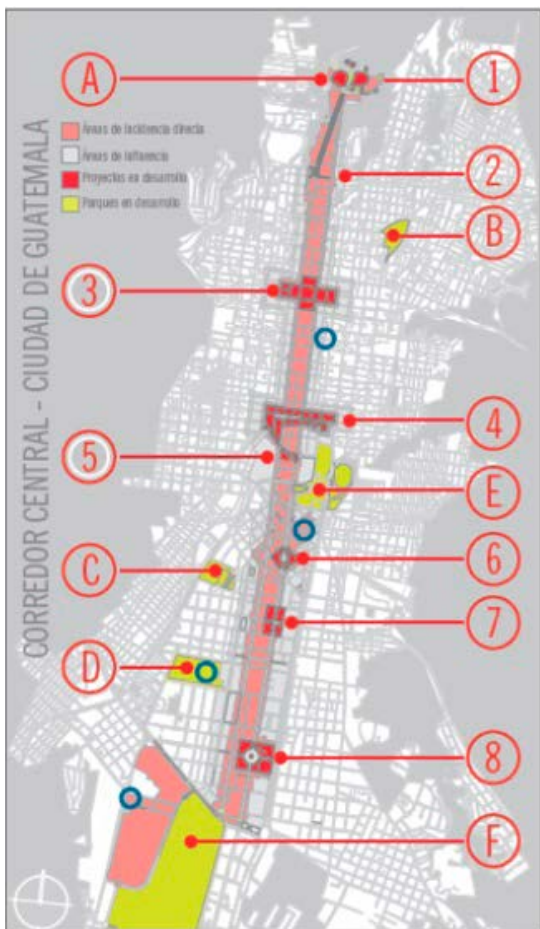 CORREDOR CENTRAL - CIUDAD DE GUATEMALA
Áreas de incidencia directa
Áreas de influencia
Proyectos en desarrollo
Parques en desarrollo
A
1
2
B
3
4
5
E
C
6
7
D
8
F